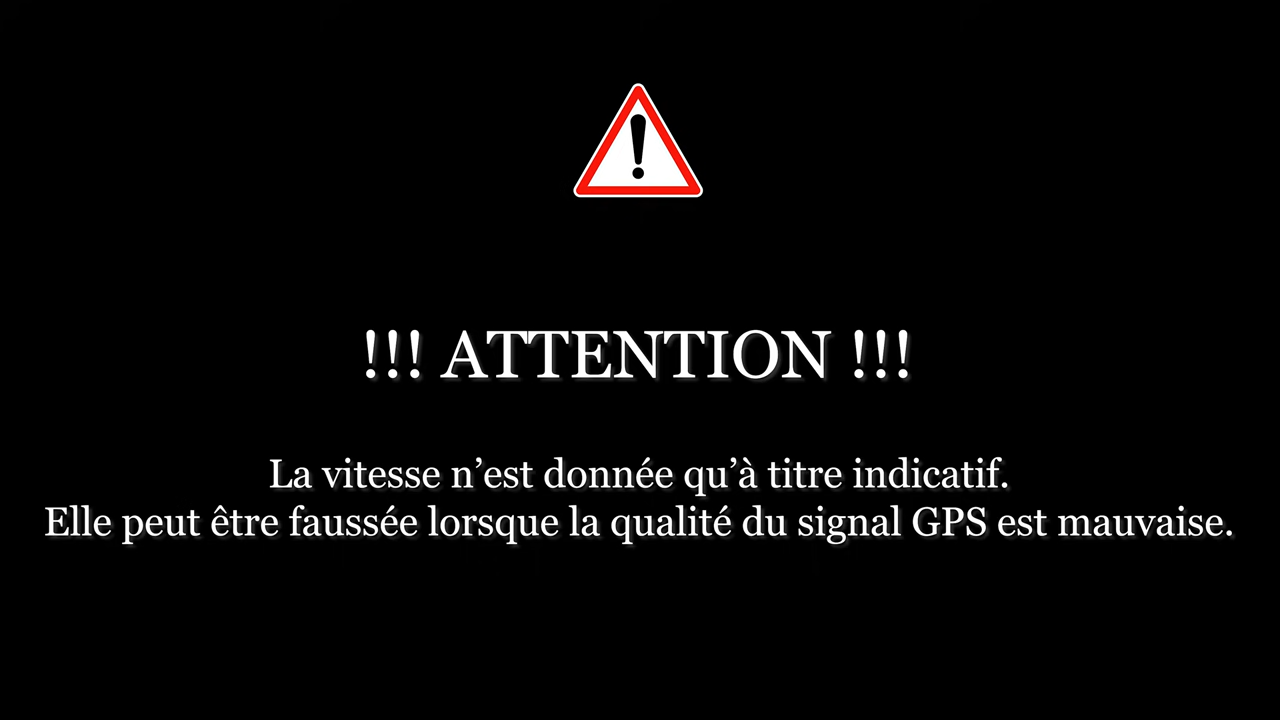 !!! ATTENTION !!!
La vitesse n’est donnée qu’à titre indicatif.
Elle peut être faussée lorsque la qualité du signal GPS est mauvaise.